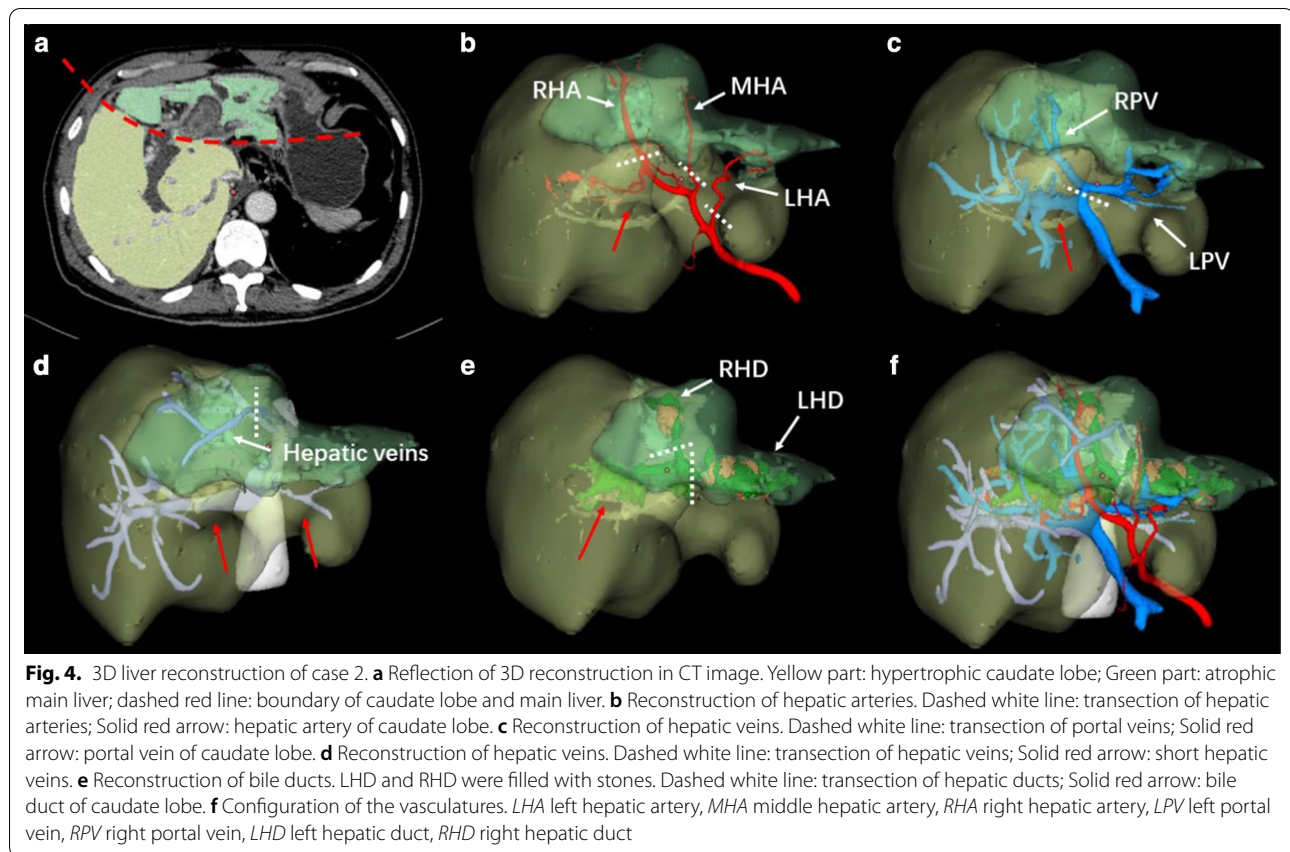 a
b
RHA
MHA
LHA
c
RPV
LPV
d
Hepatic veins
e
RHD
LHD
f
Fig. 4. 3D liver reconstruction of case 2. a Reflection of 3D reconstruction in CT image. Yellow part: hypertrophic caudate lobe; Green part: atrophic
main liver; dashed red line: boundary of caudate lobe and main liver. b Reconstruction of hepatic arteries. Dashed white line: transection of hepatic
arteries; Solid red arrow: hepatic artery of caudate lobe. c Reconstruction of hepatic veins. Dashed white line: transection of portal veins; Solid red
arrow: portal vein of caudate lobe. d Reconstruction of hepatic veins. Dashed white line: transection of hepatic veins; Solid red arrow: short hepatic
veins. e Reconstruction of bile ducts. LHD and RHD were filled with stones. Dashed white line: transection of hepatic ducts; Solid red arrow: bile
duct of caudate lobe. f Configuration of the vasculatures. LHA left hepatic artery, MHA middle hepatic artery, RHA right hepatic artery, LPV left portal
vein, RPV right portal vein, LHD left hepatic duct, RHD right hepatic duct